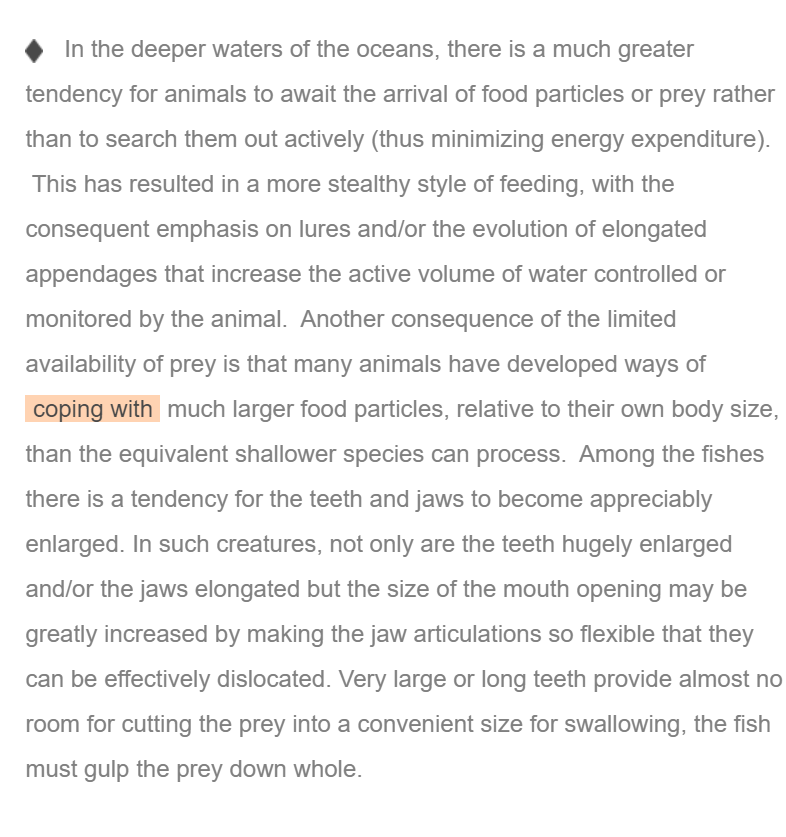 ♦ In the deeper waters of the oceans, there is a much greater
tendency for animals to await the arrival of food particles or prey rather
than to search them out actively (thus minimizing energy expenditure).
This has resulted in a more stealthy style of feeding, with the
consequent emphasis on lures and/or the evolution of elongated
appendages that increase the active volume of water controlled or
monitored by the animal.  Another consequence of the limited
availability of prey is that many animals have developed ways of
coping with much larger food particles, relative to their own body size,
than the equivalent shallower species can process.  Among the fishes
there is a tendency for the teeth and jaws to become appreciably
enlarged. In such creatures, not only are the teeth hugely enlarged
and/or the jaws elongated but the size of the mouth opening may be
greatly increased by making the jaw articulations so flexible that they
can be effectively dislocated. Very large or long teeth provide almost no
room for cutting the prey into a convenient size for swallowing, the fish
must gulp the prey down whole.